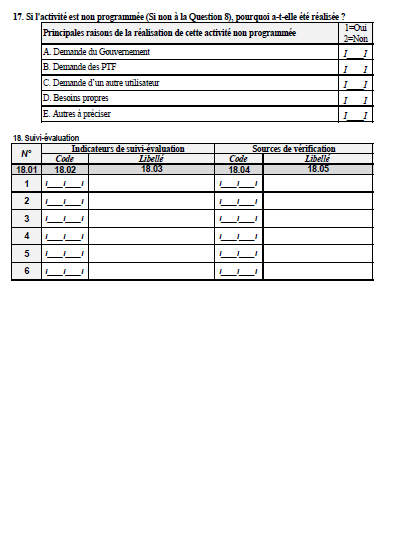 17. Si l'activité est non programmée (Si non à la Question 8), pourquoi a-t-elle été réalisée ?
Principales raisons de la réalisation de cette activité non programmée 1=Oui 2=Non
A. Demande du Gouvernement I___I
B. Demande des PTF I___I
C. Demande d'un autre utilisateur I___I
D. Besoins propres I___I
E. Autres à préciser I___I
18. Suivi-évaluation
N° Indicateurs de suivi-évaluation Sources de vérification
Code Libellé Code Libellé
18.01 18.02 18.03 18.04 18.05
1 I___I___I I___I___I
2 I___I___I I___I___I
3 I___I___I I___I___I
4 I___I___I I___I___I
5 I___I___I I___I___I
6 I___I___I I___I___I